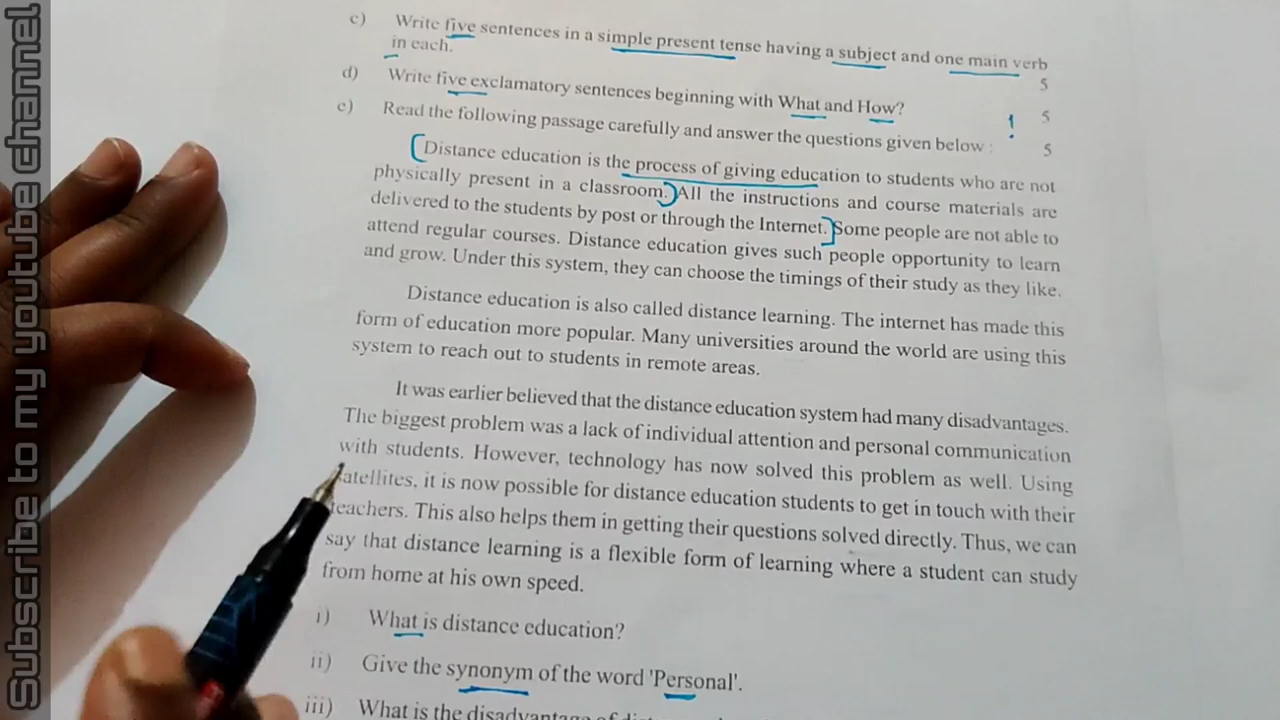 Subscribe to my youtube channel
c) Write five sentences in a simple present tense having a subject and one main verb
in each. 5
d) Write five exclamatory sentences beginning with What and How? ! 5
e) Read the following passage carefully and answer the questions given below : 5
Distance education is the process of giving education to students who are not
physically present in a classroom. All the instructions and course materials are
delivered to the students by post or through the Internet. Some people are not able to
attend regular courses. Distance education gives such people opportunity to learn
and grow. Under this system, they can choose the timings of their study as they like.
Distance education is also called distance learning. The internet has made this
form of education more popular. Many universities around the world are using this
system to reach out to students in remote areas.
It was earlier believed that the distance education system had many disadvantages.
The biggest problem was a lack of individual attention and personal communication
with students. However, technology has now solved this problem as well. Using
satellites, it is now possible for distance education students to get in touch with their
teachers. This also helps them in getting their questions solved directly. Thus, we can
say that distance learning is a flexible form of learning where a student can study
from home at his own speed.
i) What is distance education?
ii) Give the synonym of the word 'Personal'.
iii) What is the disadvantage of